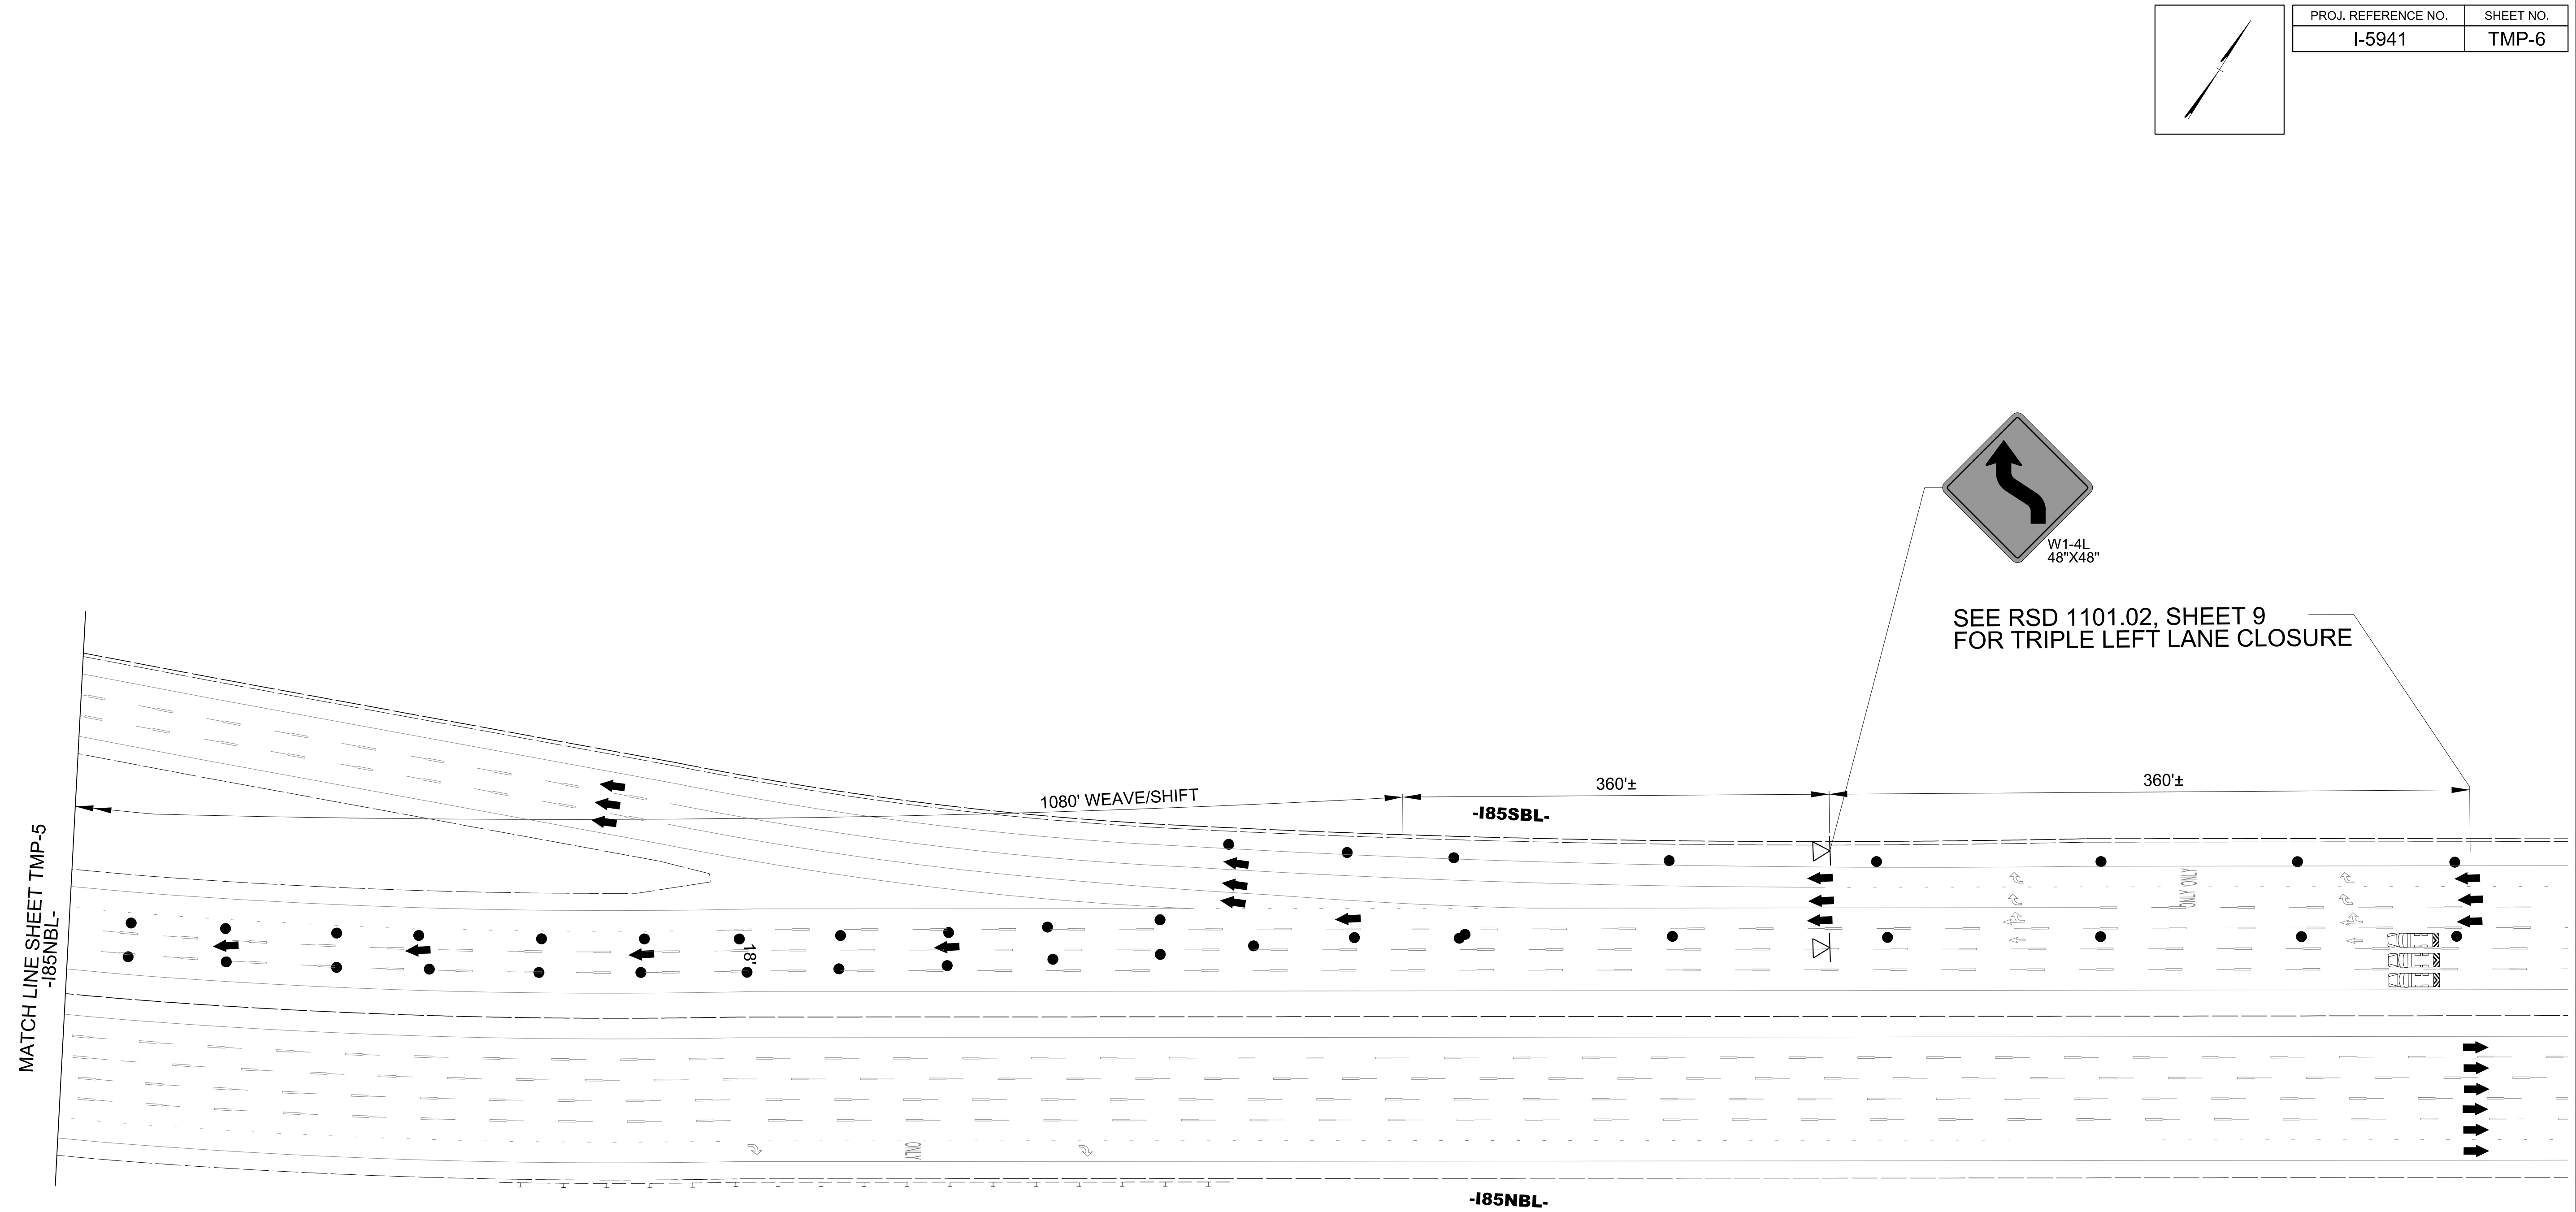 PROJ. REFERENCE NO.
SHEET NO.
I-5941
TMP-6
W1-4L
48"X48"
SEE RSD 1101.02, SHEET 9
FOR TRIPLE LEFT LANE CLOSURE
1080' WEAVE/SHIFT
360'±
360'±
-I85SBL-
ONLY
ONLY
18'
MATCH LINE SHEET TMP-5
-I85NBL-
ONLY
-I85NBL-